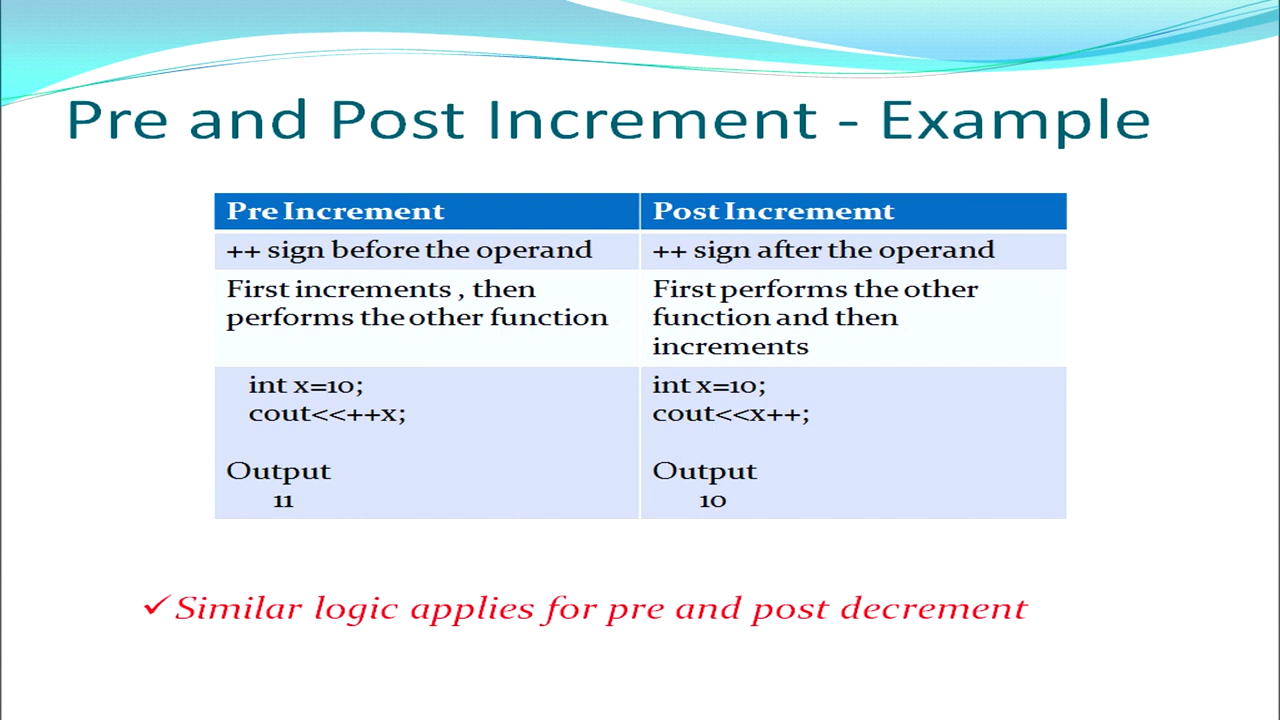 Pre and Post Increment - Example
Pre Increment
Post Incrememt
++ sign before the operand
++ sign after the operand
First increments , then
performs the other function
First performs the other
function and then
increments
int x=10;
cout<<++x;
Output
11
int x=10;
cout<<x++;
Output
10
✓Similar logic applies for pre and post decrement